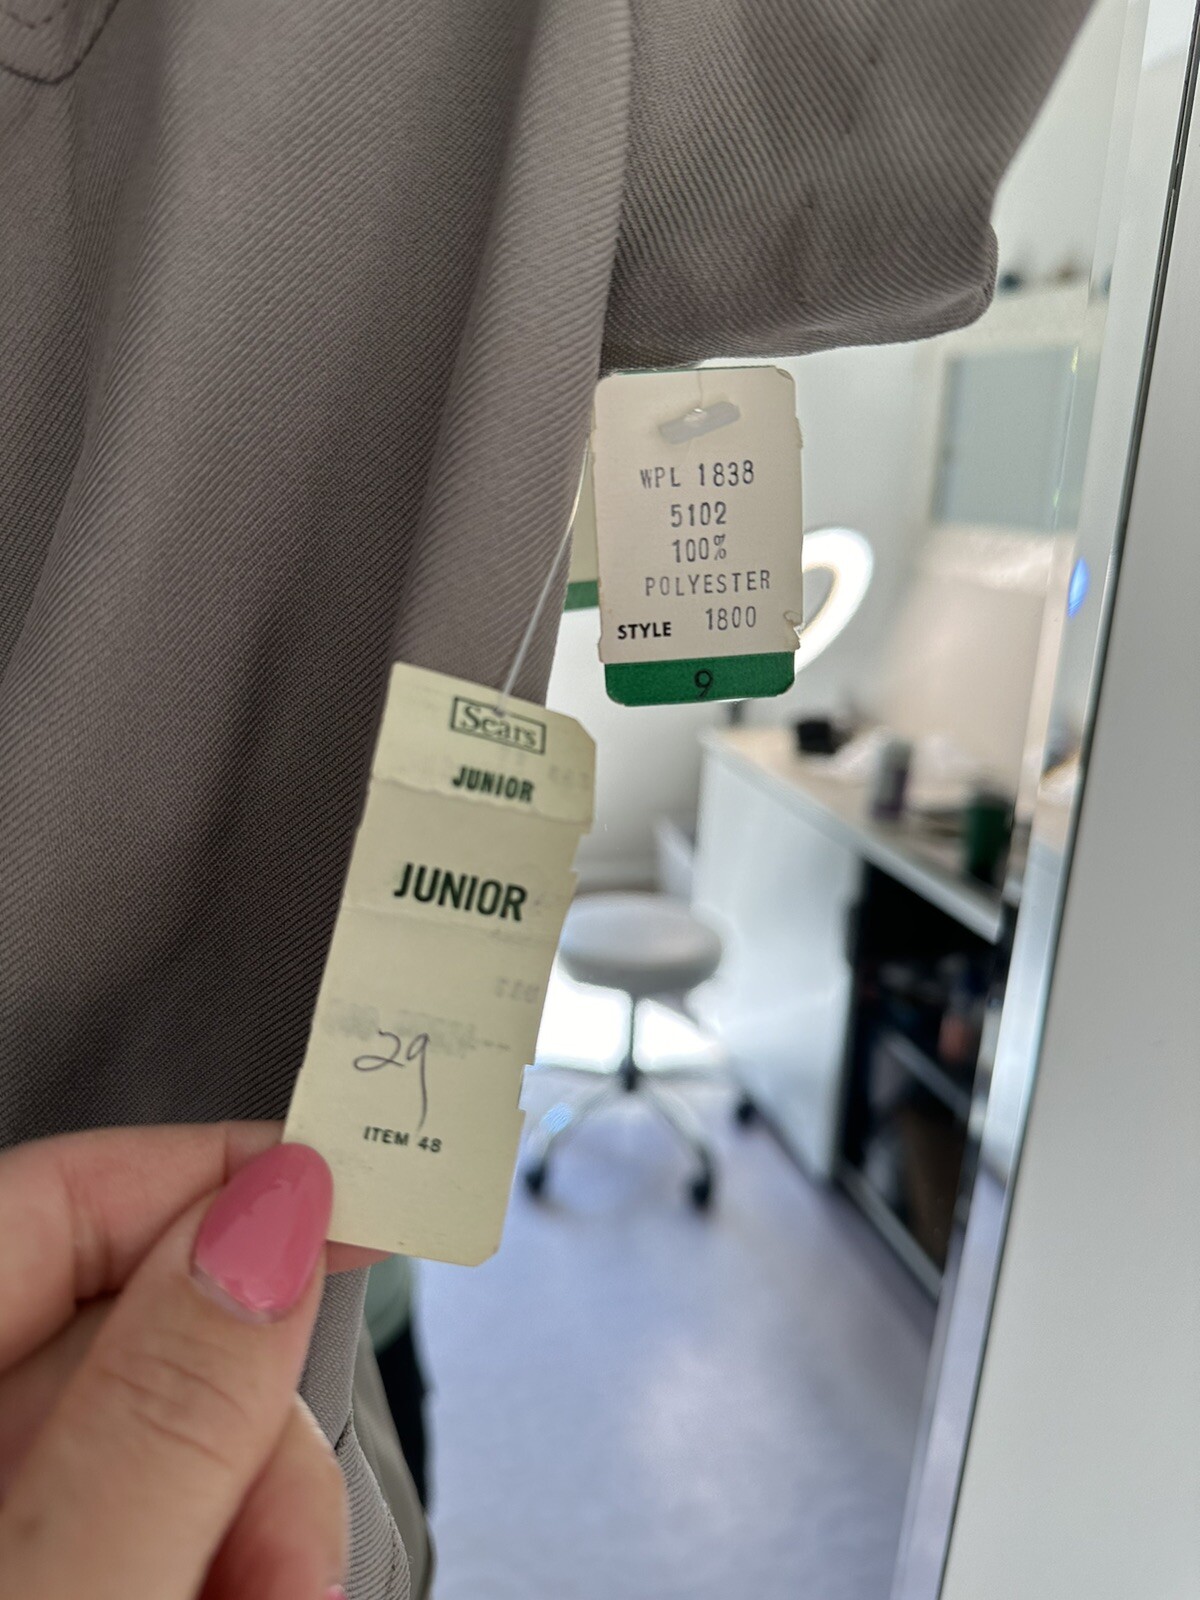 WPL 1838
5102
100%
POLYESTER
STYLE 1800
9
Sears
JUNIOR
JUNIOR
29
ITEM 48